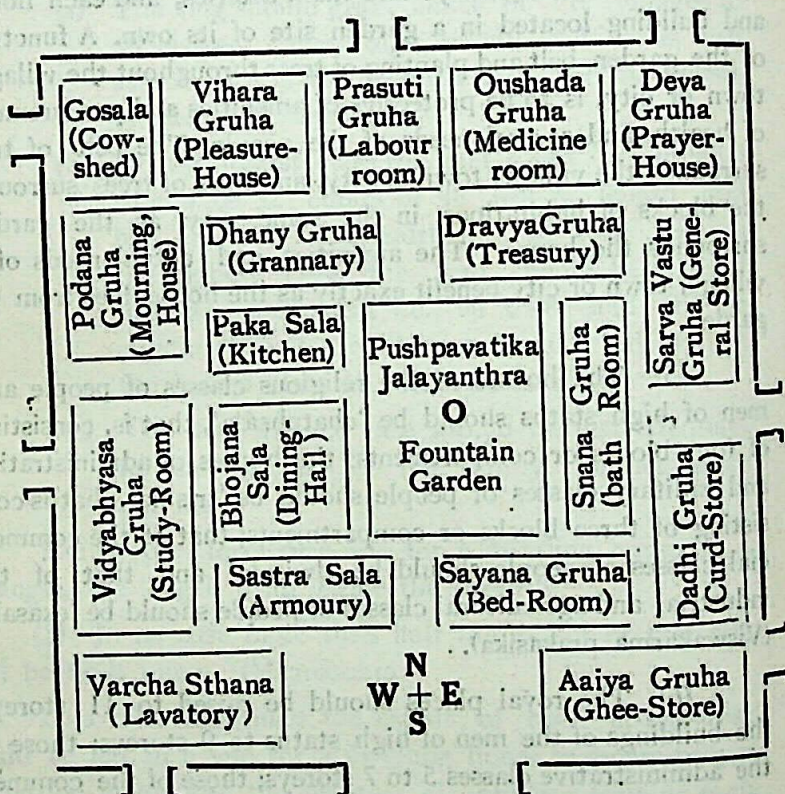 Gosala
(Cow-
shed)
Vihara
Gruha
(Pleasure-
House)
Prasuti
Gruha
(Labour
room)
Oushada
Gruha
(Medicine
room)
Deva
Gruha
(Prayer-
House)
Podana
Gruha
(Mourning,
House)
Dhany Gruha
(Grannary)
DravyaGruha
(Treasury)
Sarva Vastu
Gruha (Gene-
ral Store)
Paka Sala
(Kitchen)
Pushpavatika
Jalayanthra
O
Fountain
Garden
Snana Gruha
(bath Room)
Vidyabhyasa
Gruha
(Study-Room)
Bhojana
Sala
(Dining-
Hall)
Dadhi Gruha
(Curd-Store)
Sastra Sala
(Armoury)
Sayana Gruha
(Bed-Room)
Varcha Sthana
(Lavatory)
N
W + E
S
Aaiya Gruha
(Ghee-Store)